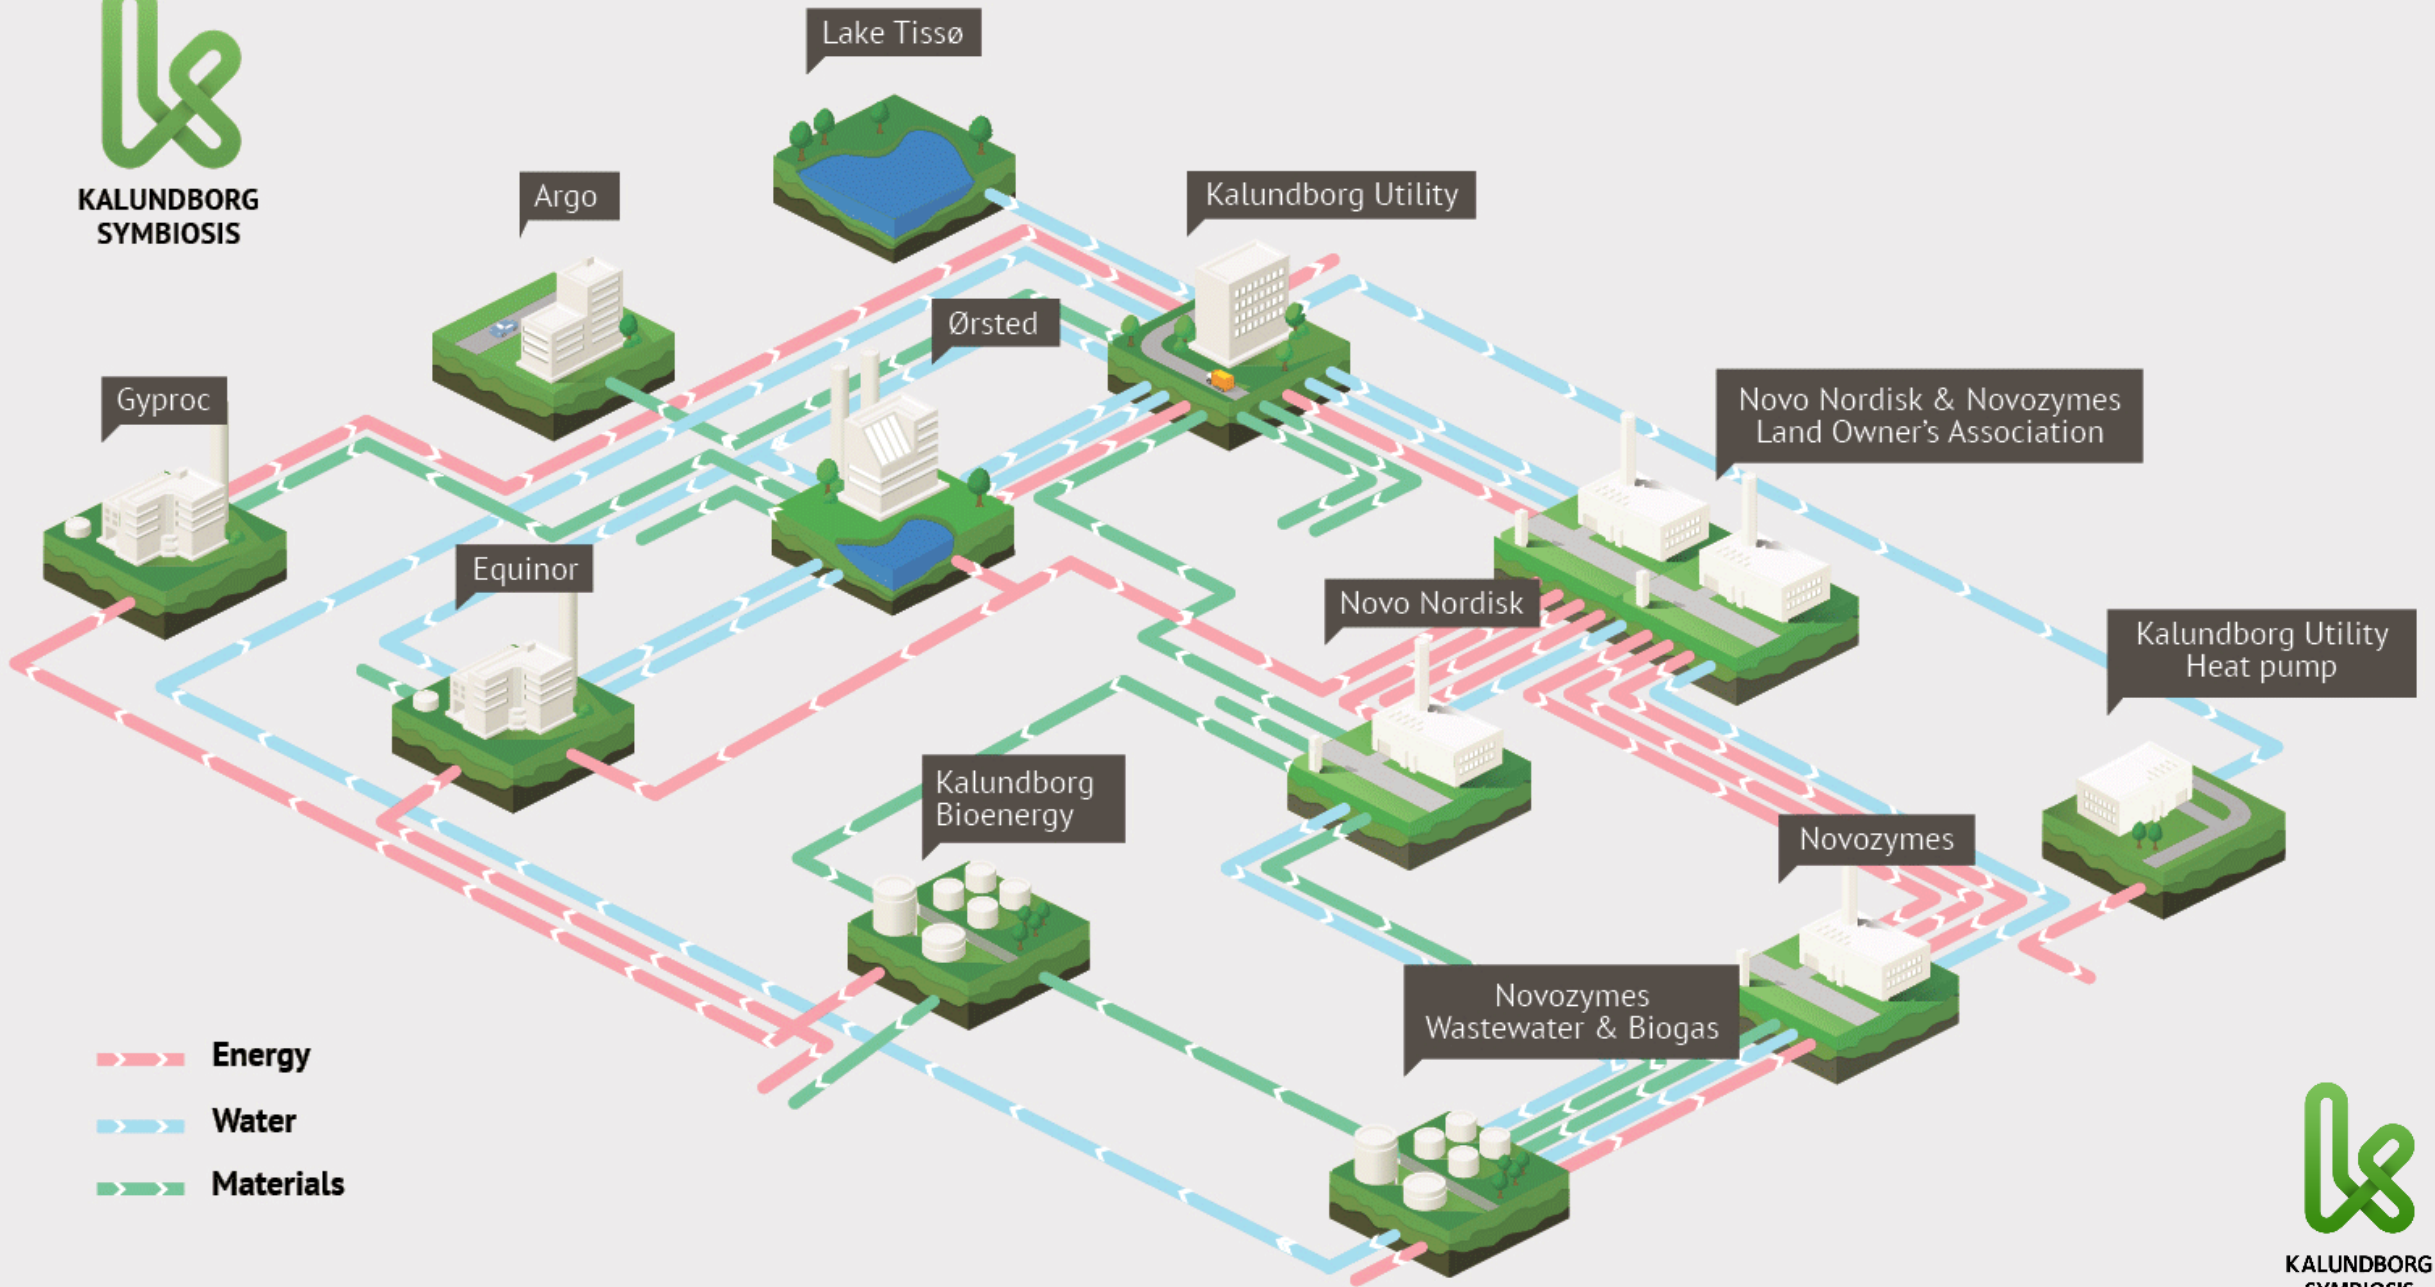 KALUNDBORG
SYMBIOSIS
Lake Tissø
Argo
Kalundborg Utility
Ørsted
Gyproc
Novo Nordisk & Novozymes
Land Owner's Association
Equinor
Novo Nordisk
Kalundborg Utility
Heat pump
Kalundborg
Bioenergy
Novozymes
Novozymes
Wastewater & Biogas
Energy
Water
Materials
KALUNDBORG
SYMBIOSIS